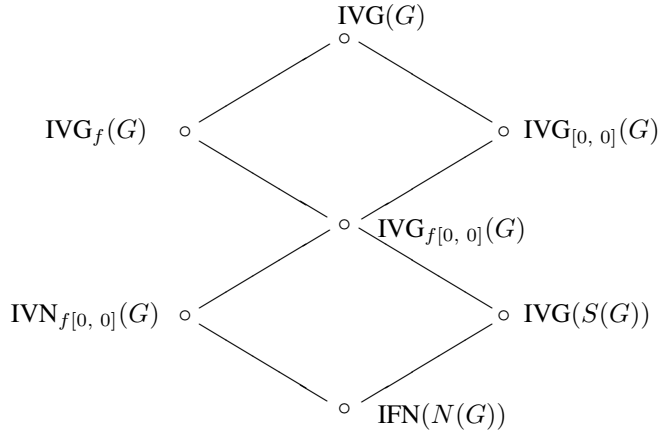 IVG(G)
IVG_f(G)
IVG_[0, 0](G)
IVG_f[0, 0](G)
IVN_f[0, 0](G)
IVG(S(G))
IFN(N(G))